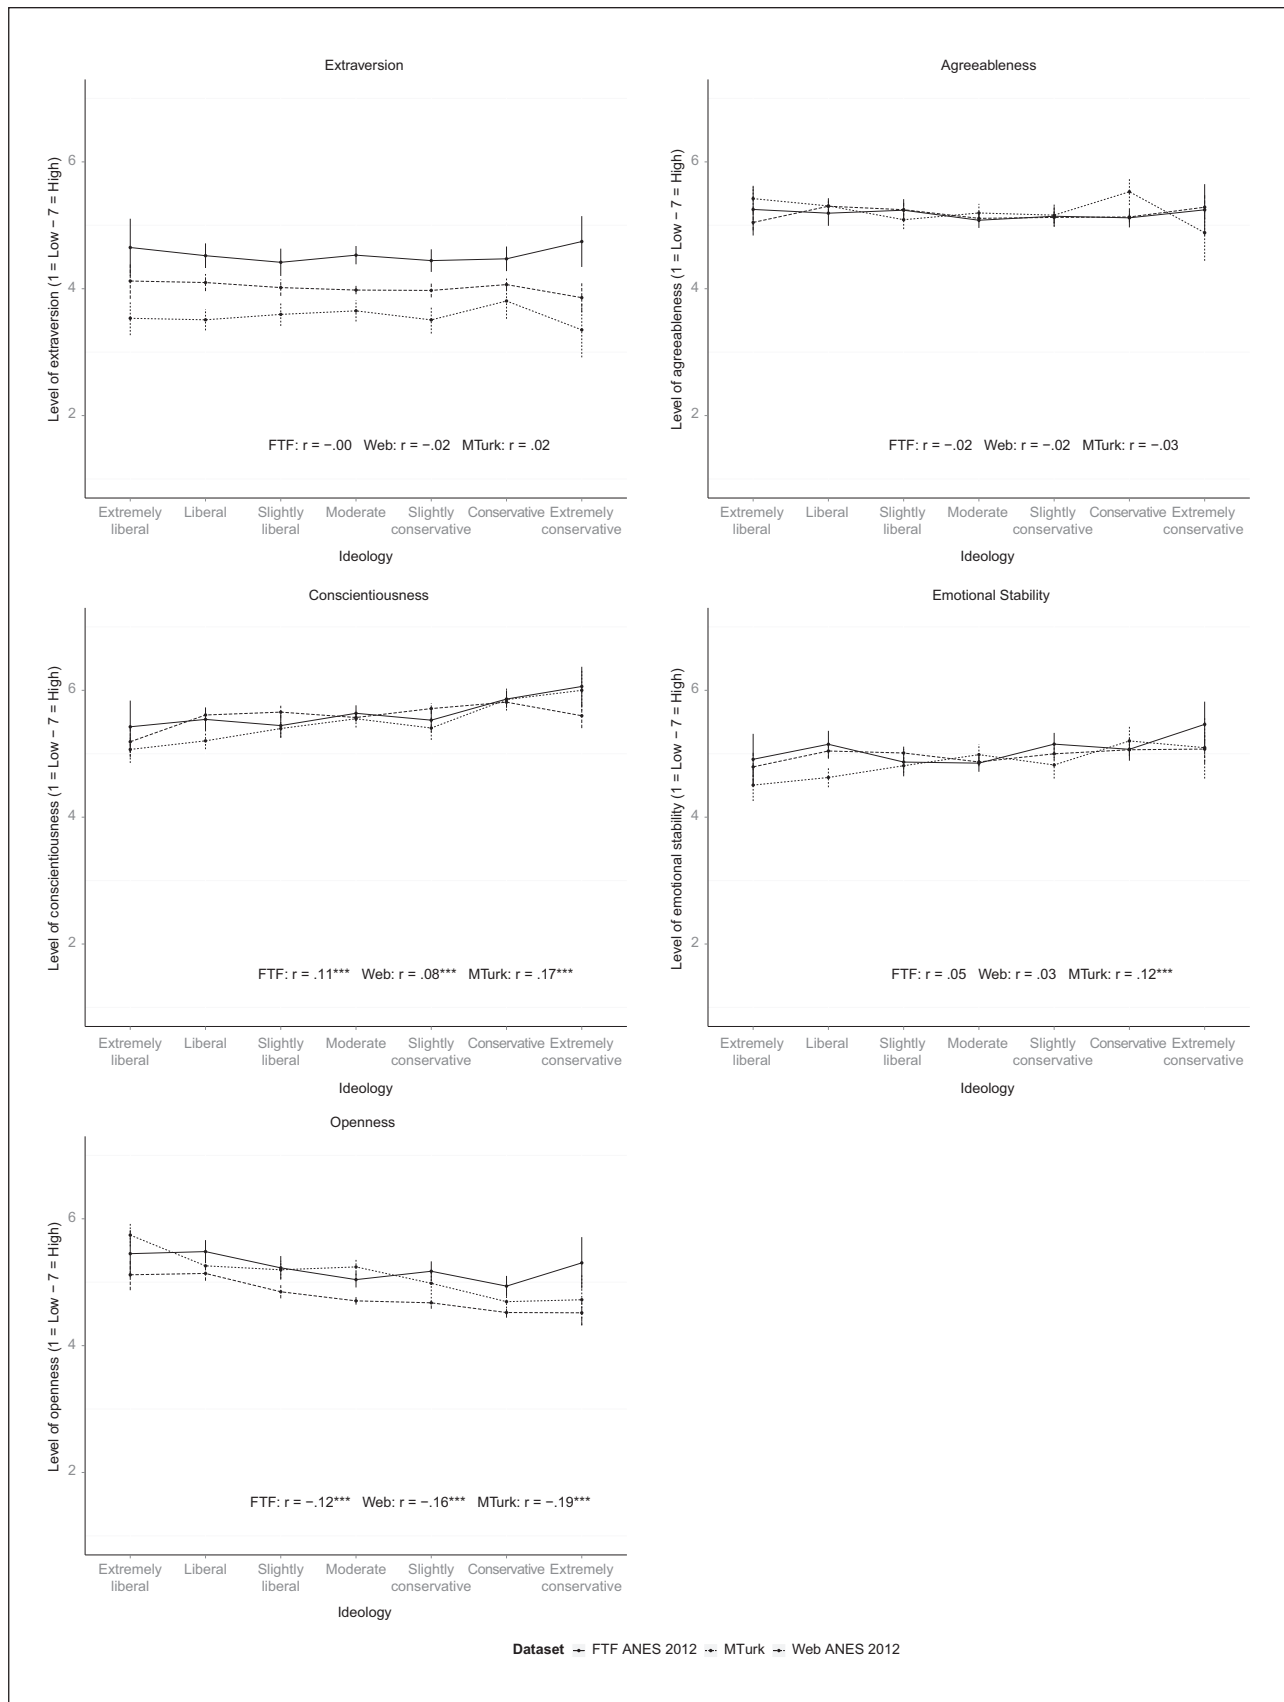 Extraversion
Level of extraversion (1 = Low − 7 = High)
6
4
2
FTF: r = −.00 Web: r = −.02 MTurk: r = .02
Extremely liberal
Liberal
Slightly liberal
Moderate
Slightly conservative
Conservative
Extremely conservative
Ideology
Agreeableness
Level of agreeableness (1 = Low − 7 = High)
6
4
2
FTF: r = −.02 Web: r = −.02 MTurk: r = −.03
Extremely liberal
Liberal
Slightly liberal
Moderate
Slightly conservative
Conservative
Extremely conservative
Ideology
Conscientiousness
Level of conscientiousness (1 = Low − 7 = High)
6
4
2
FTF: r = .11*** Web: r = .08*** MTurk: r = .17***
Extremely liberal
Liberal
Slightly liberal
Moderate
Slightly conservative
Conservative
Extremely conservative
Ideology
Emotional Stability
Level of emotional stability (1 = Low − 7 = High)
6
4
2
FTF: r = .05 Web: r = .03 MTurk: r = .12***
Extremely liberal
Liberal
Slightly liberal
Moderate
Slightly conservative
Conservative
Extremely conservative
Ideology
Openness
Level of openness (1 = Low − 7 = High)
6
4
2
FTF: r = −.12*** Web: r = −.16*** MTurk: r = −.19***
Extremely liberal
Liberal
Slightly liberal
Moderate
Slightly conservative
Conservative
Extremely conservative
Ideology
Dataset FTF ANES 2012 MTurk Web ANES 2012